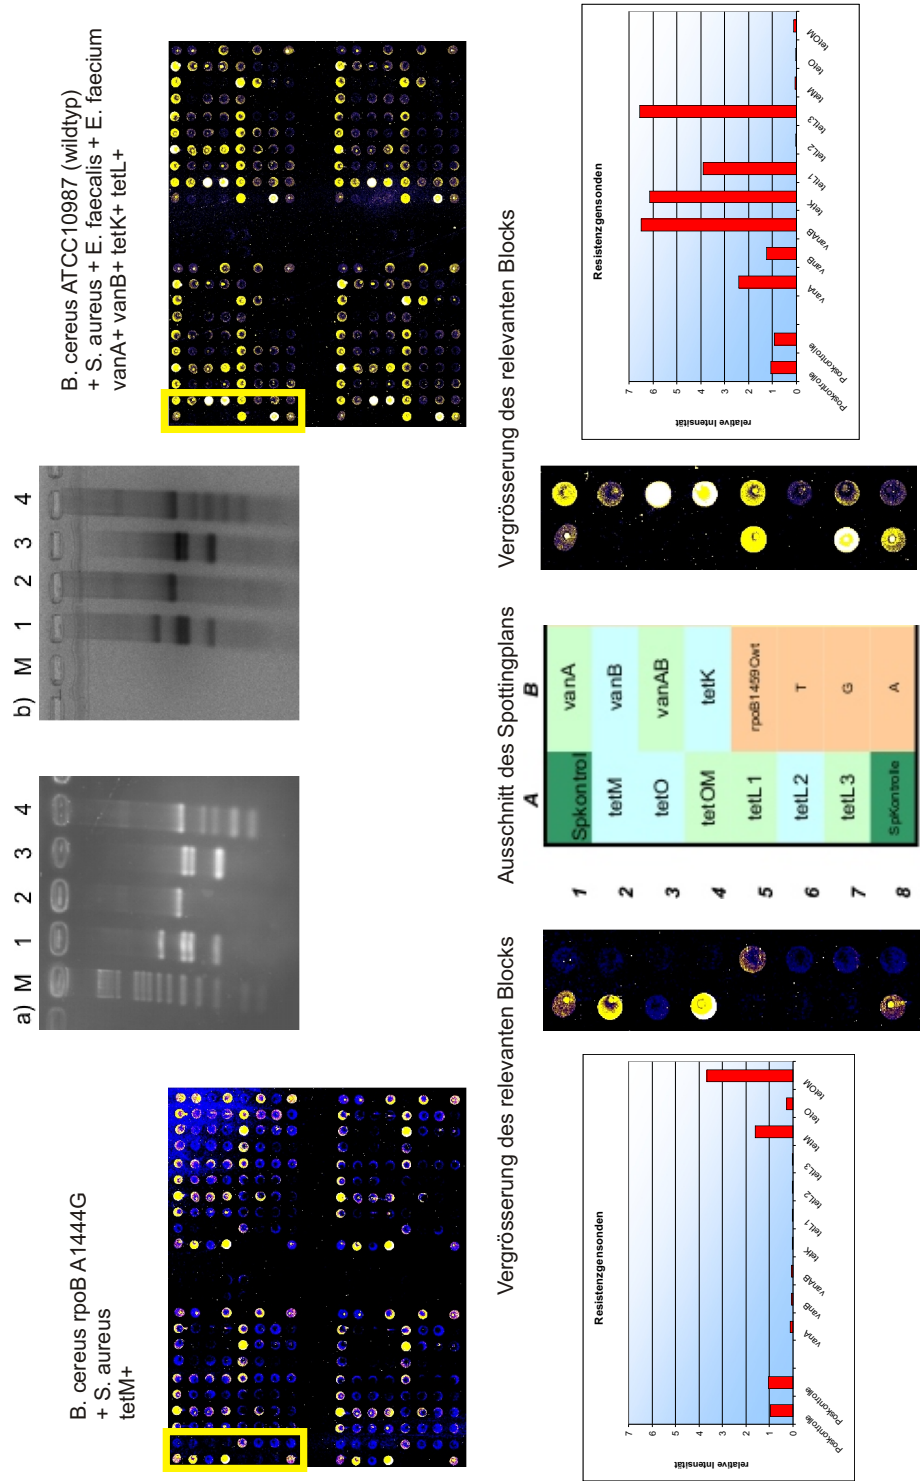 B. cereus rpoB A1444G
+ S. aureus
tetM+
a) M 1 2 3 4
b) M 1 2 3 4
B. cereus ATCC10987 (wildtyp)
+ S. aureus + E. faecalis + E. faecium
vanA+ vanB+ tetK+ tetL+
Vergrösserung des relevanten Blocks
Ausschnitt des Spottingplans
Vergrösserung des relevanten Blocks
Resistenzgensonden
relative Intensität
7
6
5
4
3
2
1
0
Poskontrolle
Poskontrolle
vanA
vanB
vanAB
tetK
tetL1
tetL2
tetL3
tetM
tetO
tetOM
A B
1 Spkontrol vanA
2 tetM vanB
3 tetO vanAB
4 tetOM tetK
5 tetL1 rpoB1459Cwt
6 tetL2 T
7 tetL3 G
8 SpKontrolle A
Resistenzgensonden
relative Intensität
7
6
5
4
3
2
1
0
Poskontrolle
Poskontrolle
vanA
vanB
vanAB
tetK
tetL1
tetL2
tetL3
tetM
tetO
tetOM